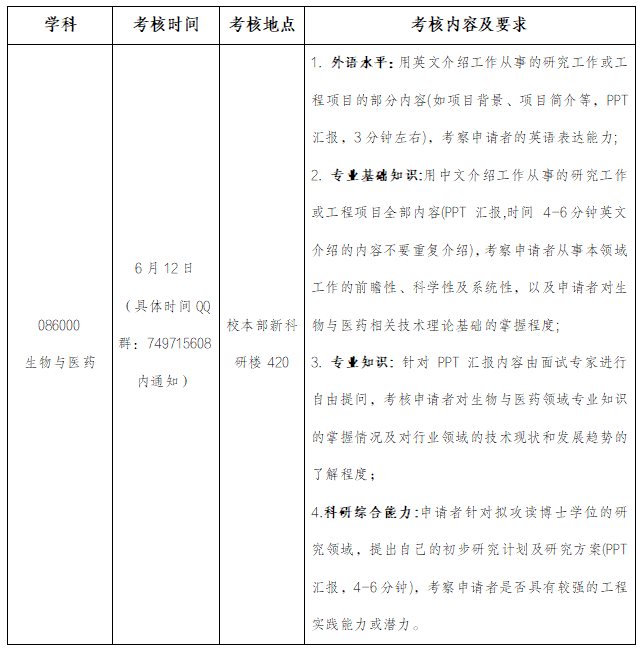 学科
考核时间
考核地点
考核内容及要求
086000
生物与医药
6月12日
（具体时间QQ
群：749715608
内通知）
校本部新科
研楼 420
1. 外语水平: 用英文介绍工作从事的研究工作或工
程项目的部分内容(如项目背景、项目简介等，PPT
汇报，3分钟左右)，考察申请者的英语表达能力;
2. 专业基础知识:用中文介绍工作从事的研究工作
或工程项目全部内容(PPT 汇报,时间 4-6分钟英文
介绍的内容不要重复介绍),考察申请者从事本领域
工作的前瞻性、科学性及系统性，以及申请者对生
物与医药相关技术理论基础的掌握程度;
3. 专业知识: 针对 PPT 汇报内容由面试专家进行
自由提问，考核申请者对生物与医药领域专业知识
的掌握情况及对行业领域的技术现状和发展趋势的
了解程度；
4.科研综合能力:申请者针对拟攻读博士学位的研
究领域，提出自己的初步研究计划及研究方案(PPT
汇报，4-6分钟)，考察申请者是否具有较强的工程
实践能力或潜力。